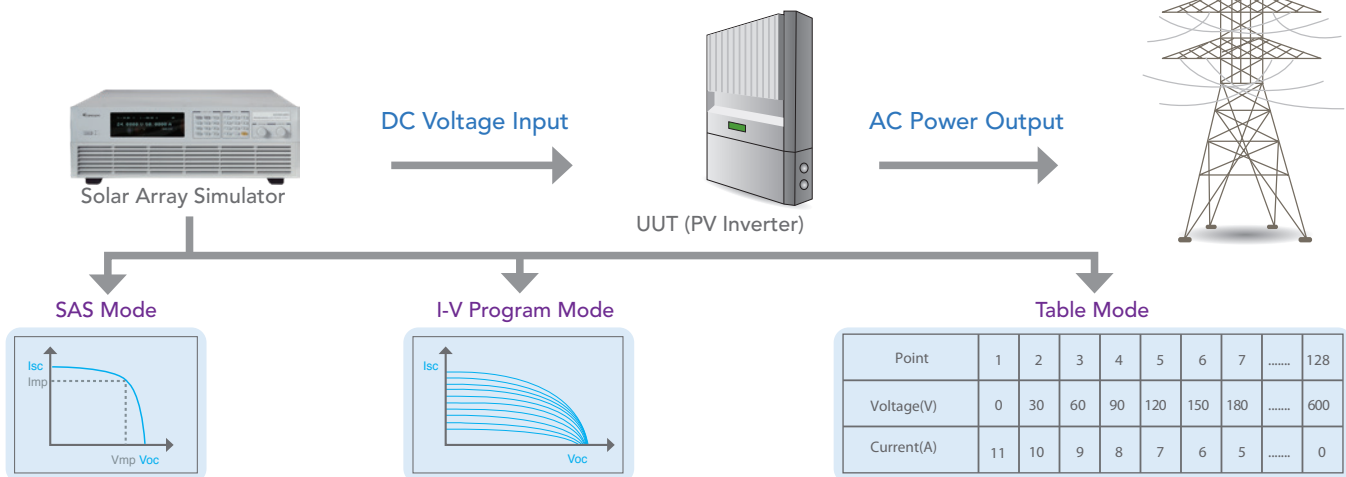 DC Voltage Input
AC Power Output
Solar Array Simulator
UUT (PV Inverter)
SAS Mode
I-V Program Mode
Table Mode
Isc
Imp
Vmp Voc
Isc
Voc
Point 1 2 3 4 5 6 7 ....... 128
Voltage(V) 0 30 60 90 120 150 180 ....... 600
Current(A) 11 10 9 8 7 6 5 ....... 0